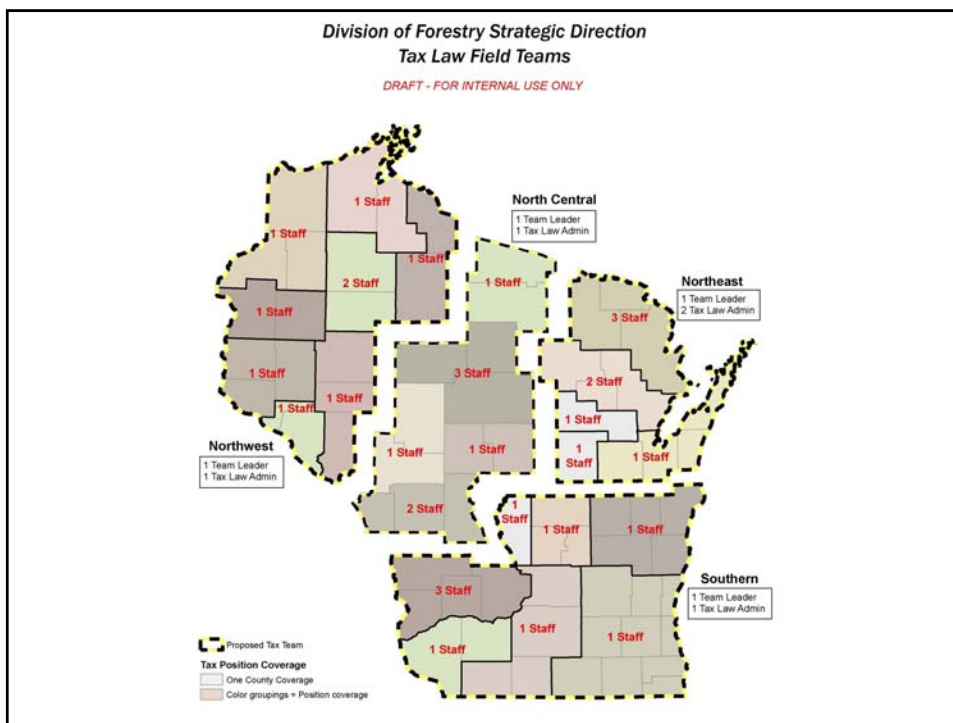 Division of Forestry Strategic Direction
Tax Law Field Teams
DRAFT - FOR INTERNAL USE ONLY
1 Staff
1 Staff
1 Staff
2 Staff
1 Staff
1 Staff
1 Staff
1 Staff
Northwest
1 Team Leader
1 Tax Law Admin
North Central
1 Team Leader
1 Tax Law Admin
1 Staff
3 Staff
1 Staff
1 Staff
2 Staff
Northeast
1 Team Leader
2 Tax Law Admin
3 Staff
2 Staff
1 Staff
1
Staff
1 Staff
1
Staff
1 Staff
1 Staff
Southern
1 Team Leader
1 Tax Law Admin
3 Staff
1 Staff
1 Staff
1 Staff
Proposed Tax Team
Tax Position Coverage
One County Coverage
Color groupings = Position coverage